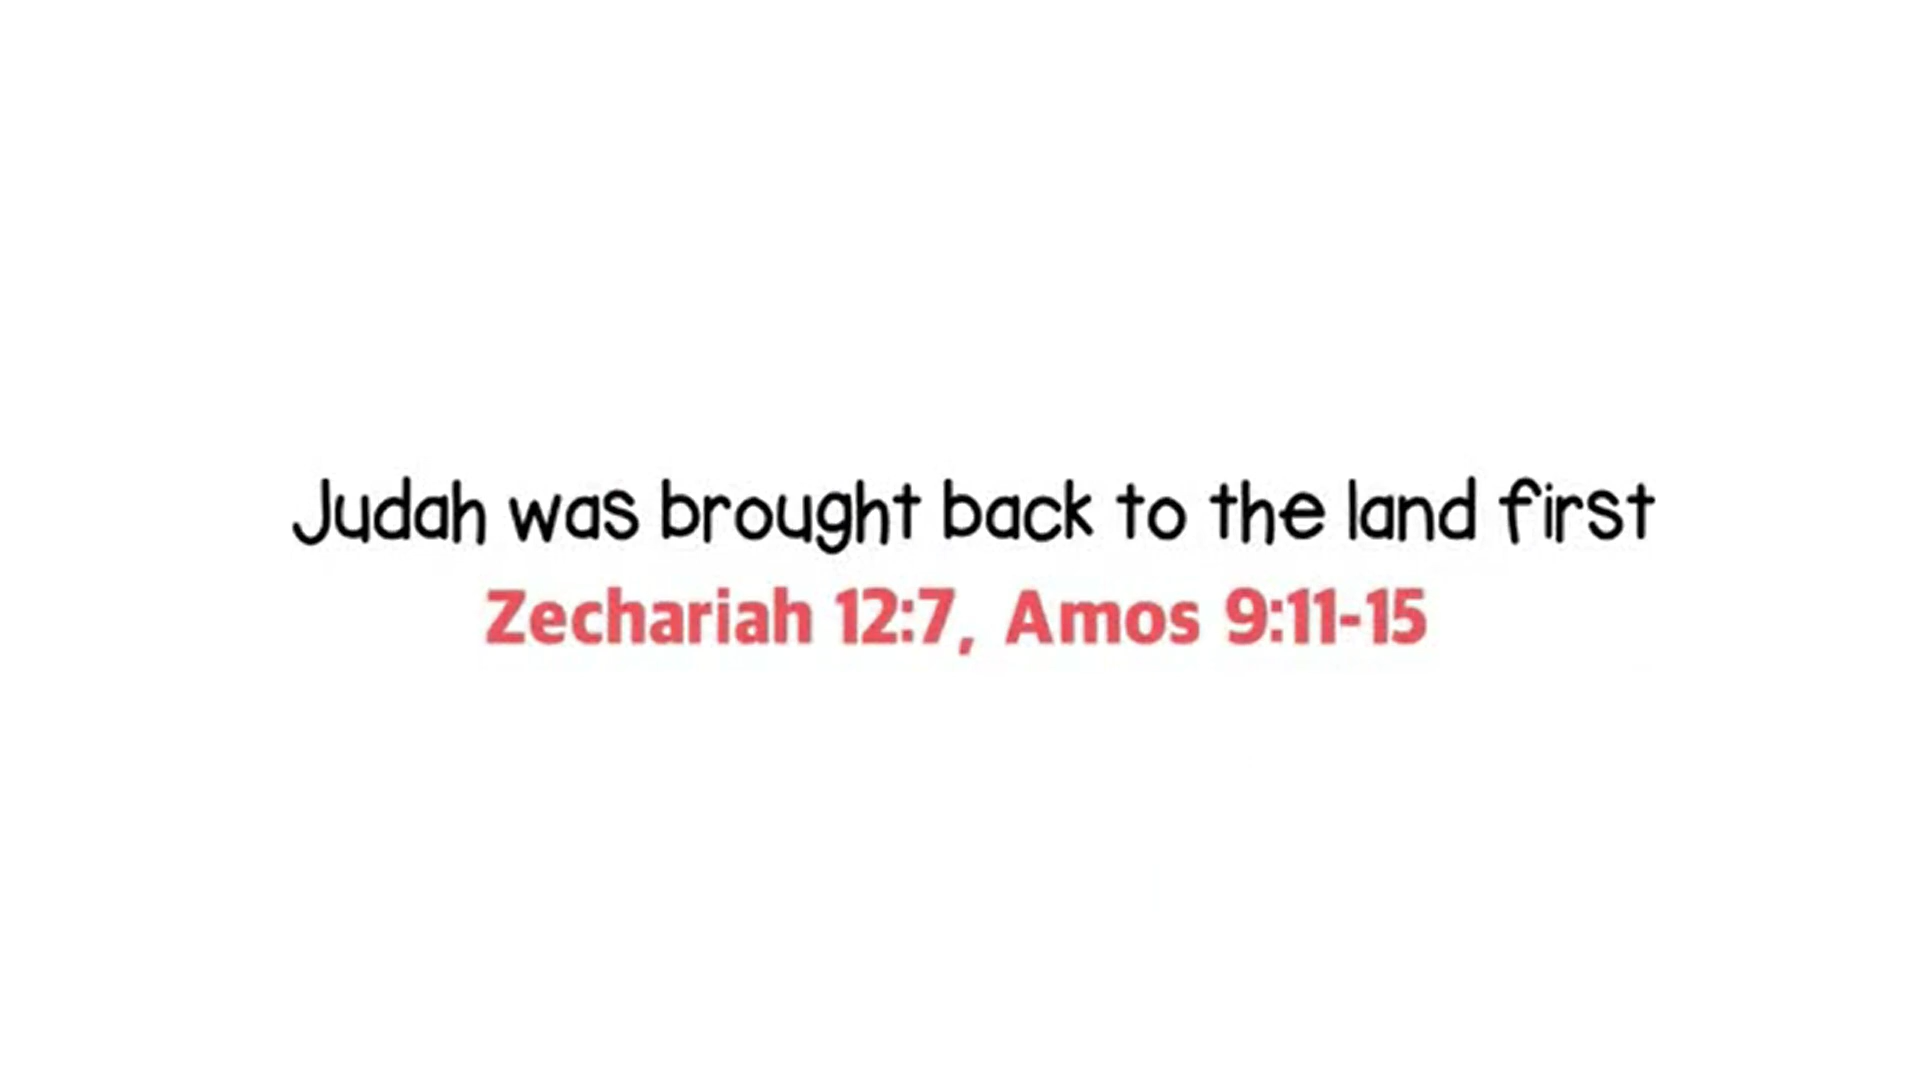 Judah was brought back to the land first
Zechariah 12:7, Amos 9:11-15